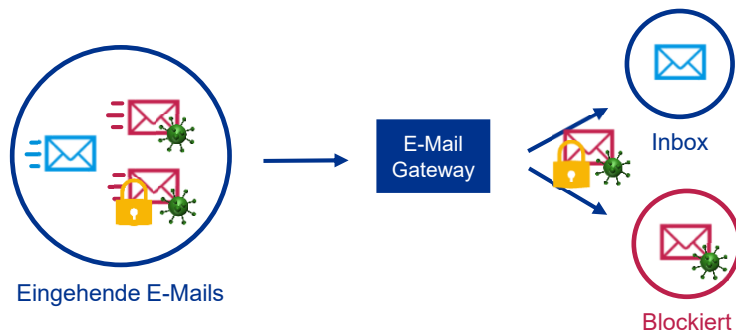 E-Mail
Gateway
Inbox
Eingehende E-Mails
Blockiert